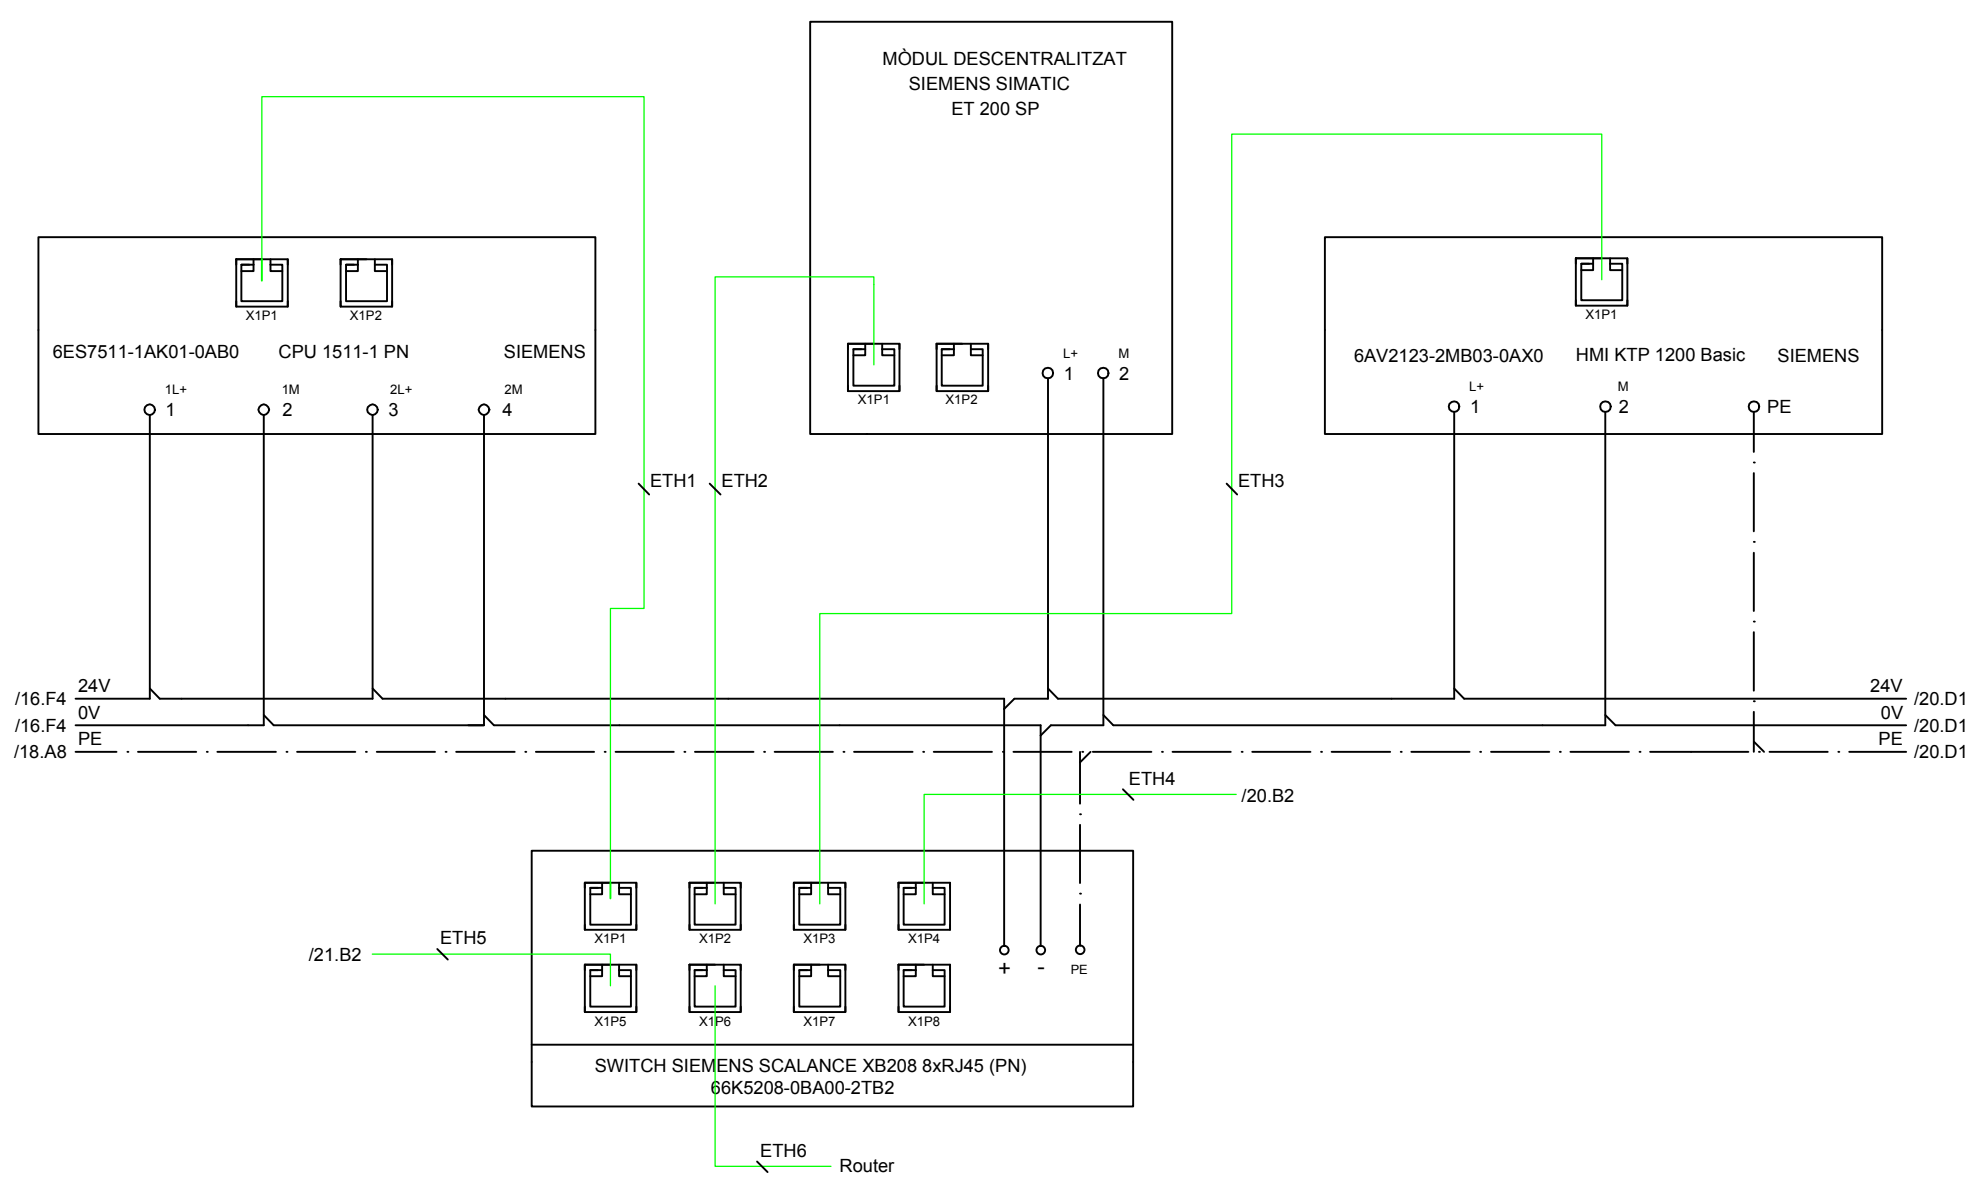 MÒDUL DESCENTRALITZAT
SIEMENS SIMATIC
ET 200 SP
X1P1
X1P2
6ES7511-1AK01-0AB0 CPU 1511-1 PN SIEMENS
1L+ 1M 2L+ 2M
1 2 3 4
X1P1 X1P2
L+ M
1 2
X1P1
6AV2123-2MB03-0AX0 HMI KTP 1200 Basic SIEMENS
L+ M
1 2 PE
ETH1 ETH2 ETH3
/16.F4 24V 24V /20.D1
/16.F4 0V 0V /20.D1
/18.A8 PE PE /20.D1
ETH4
/20.B2
X1P1 X1P2 X1P3 X1P4
ETH5
/21.B2
+ - PE
X1P5 X1P6 X1P7 X1P8
SWITCH SIEMENS SCALANCE XB208 8xRJ45 (PN)
66K5208-0BA00-2TB2
ETH6
Router